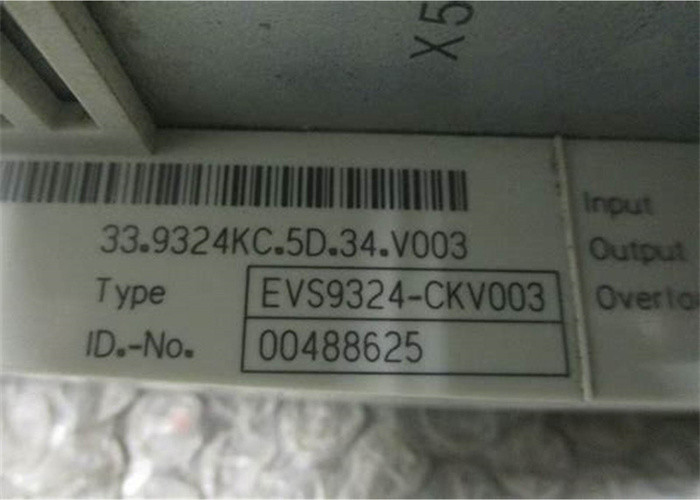 X5
33.9324KC.5D.34.V003
Type EVS9324-CKV003
ID.-No. 00488625
Input
Output